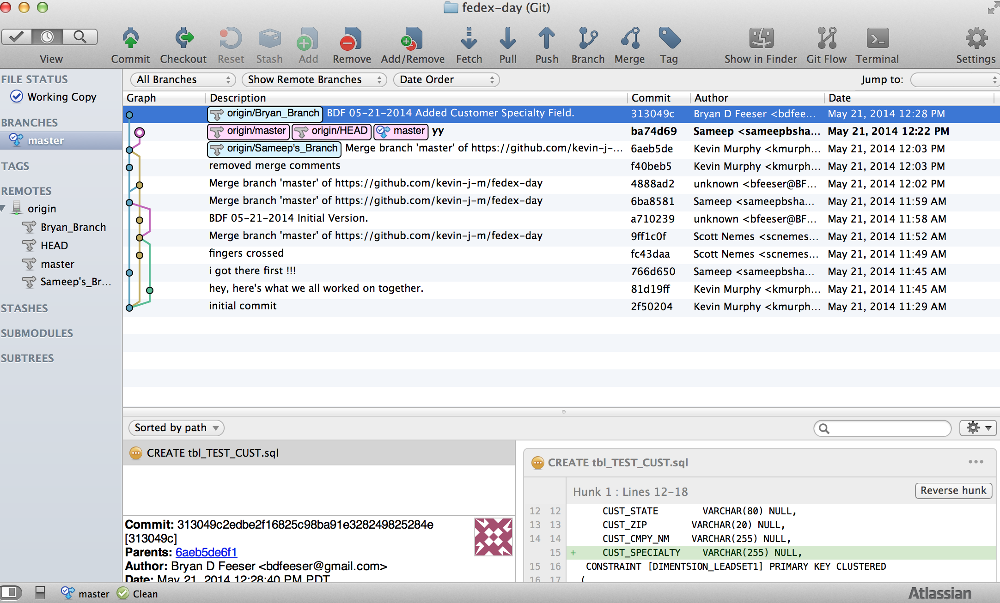 fedex-day (Git)
View Commit Checkout Reset Stash Add Remove Add/Remove Fetch Pull Push Branch Merge Tag Show in Finder Git Flow Terminal Settings
FILE STATUS
Working Copy
BRANCHES
master
TAGS
REMOTES
origin
Bryan_Branch
HEAD
master
Sameep's_Br...
STASHES
SUBMODULES
SUBTREES
All Branches Show Remote Branches Date Order Jump to:
Graph Description Commit Author Date
origin/Bryan_Branch BDF 05-21-2014 Added Customer Specialty Field. 313049c Bryan D Feeser <bdfee... May 21, 2014 12:28 PM
origin/master origin/HEAD master yy ba74d69 Sameep <sameepbsha... May 21, 2014 12:22 PM
origin/Sameep's_Branch Merge branch 'master' of https://github.com/kevin-j-... 6aeb5de Kevin Murphy <kmurph... May 21, 2014 12:03 PM
removed merge comments f40beb5 Kevin Murphy <kmurph... May 21, 2014 12:03 PM
Merge branch 'master' of https://github.com/kevin-j-m/fedex-day 4888ad2 unknown <bfeeser@BF... May 21, 2014 12:02 PM
Merge branch 'master' of https://github.com/kevin-j-m/fedex-day 6ba8581 Sameep <sameepbsha... May 21, 2014 11:59 AM
BDF 05-21-2014 Initial Version. a710239 unknown <bfeeser@BF... May 21, 2014 11:58 AM
Merge branch 'master' of https://github.com/kevin-j-m/fedex-day 9ff1c0f Scott Nemes <scnemes... May 21, 2014 11:52 AM
fingers crossed fc43daa Scott Nemes <scnemes... May 21, 2014 11:49 AM
i got there first !!! 766d650 Sameep <sameepbsha... May 21, 2014 11:45 AM
hey, here's what we all worked on together. 81d19ff Kevin Murphy <kmurph... May 21, 2014 11:45 AM
initial commit 2f50204 Kevin Murphy <kmurph... May 21, 2014 11:29 AM
Sorted by path
CREATE tbl_TEST_CUST.sql
Commit: 313049c2edbe2f16825c98ba91e328249825284e
[313049c]
Parents: 6aeb5de6f1
Author: Bryan D Feeser <bdfeeser@gmail.com>
Date: May 21, 2014 12:28:40 PM PDT
CREATE tbl_TEST_CUST.sql
Hunk 1 : Lines 12-18 Reverse hunk
12 12 CUST_STATE VARCHAR(80) NULL,
13 13 CUST_ZIP VARCHAR(20) NULL,
14 14 CUST_CMPY_NM VARCHAR(255) NULL,
15 + CUST_SPECIALTY VARCHAR(255) NULL,
15 16 CONSTRAINT [DIMENTSION_LEADSET1] PRIMARY KEY CLUSTERED
16 17 (
master Clean Atlassian